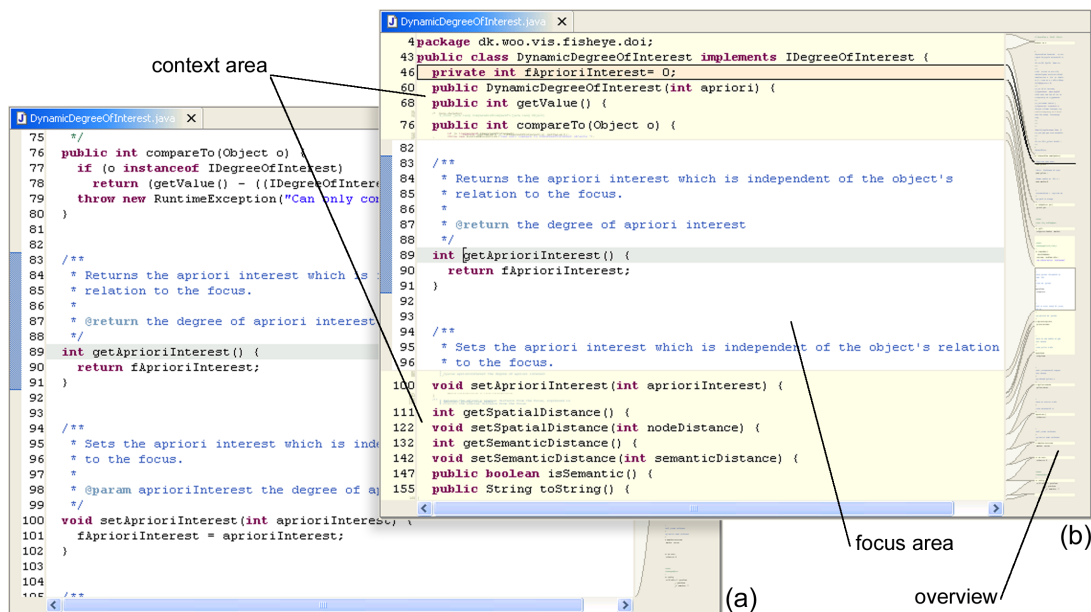 DynamicDegreeOfInterest.java
4 package dk.woo.vis.fisheye.doi;
43 public class DynamicDegreeOfInterest implements IDegreeOfInterest {
46 private int fAprioriInterest= 0;
60 public DynamicDegreeOfInterest(int apriori) {
68 public int getValue() {
76 public int compareTo(Object o) {
82
83 /**
84 * Returns the apriori interest which is independent of the object's
85 * relation to the focus.
86 *
87 * @return the degree of apriori interest
88 */
89 int getAprioriInterest() {
90 return fAprioriInterest;
91 }
92
93
94 /**
95 * Sets the apriori interest which is independent of the object's relation
96 * to the focus.
100 void setAprioriInterest(int aprioriInterest) {
111 int getSpatialDistance() {
122 void setSpatialDistance(int nodeDistance) {
132 int getSemanticDistance() {
142 void setSemanticDistance(int semanticDistance) {
147 public boolean isSemantic() {
155 public String toString() {
context area
focus area
overview
(b)
DynamicDegreeOfInterest.java
75 */
76 public int compareTo(Object o) {
77 if (o instanceof IDegreeOfInterest)
78 return (getValue() - ((IDegreeOfIntere
79 throw new RuntimeException("Can only con
80 }
81
82
83 /**
84 * Returns the apriori interest which is i
85 * relation to the focus.
86 *
87 * @return the degree of apriori interest
88 */
89 int getAprioriInterest() {
90 return fAprioriInterest;
91 }
92
93
94 /**
95 * Sets the apriori interest which is inde
96 * to the focus.
97 *
98 * @param aprioriInterest the degree of ap
99 */
100 void setAprioriInterest(int aprioriInterest) {
101 fAprioriInterest = aprioriInterest;
102 }
103
104
105 /**
(a)